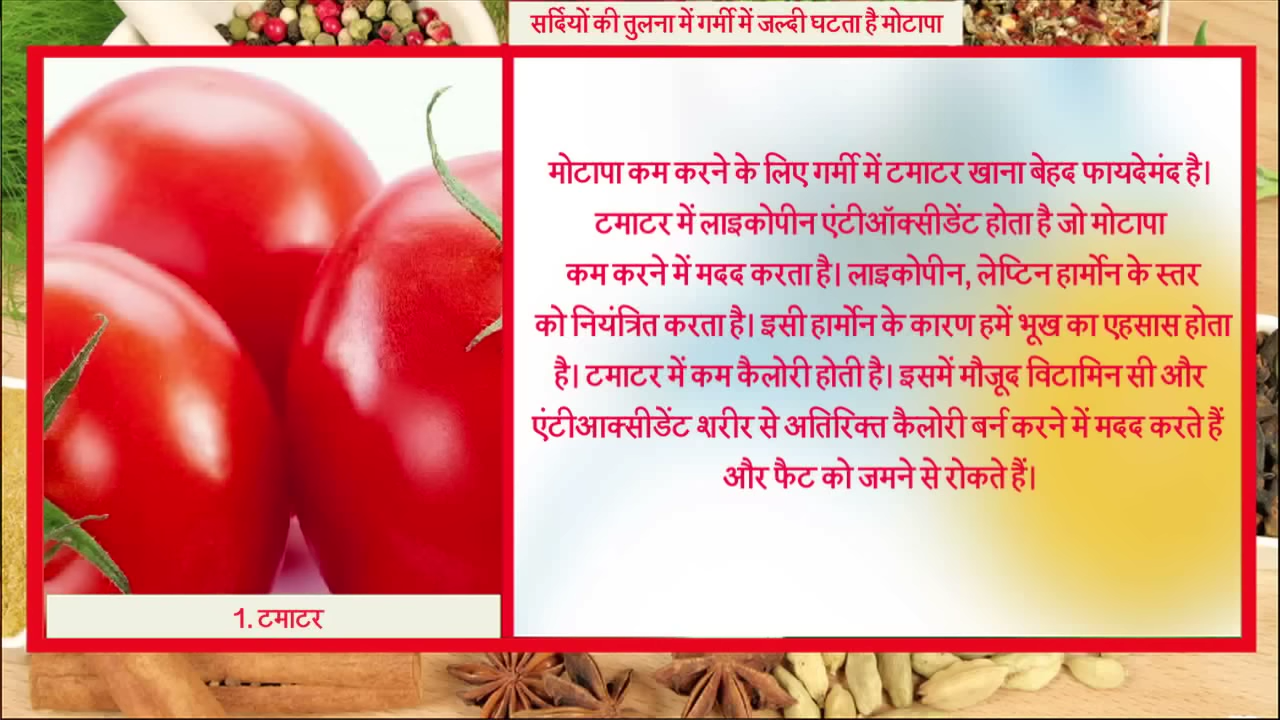 सर्दियों की तुलना में गर्मी में जल्दी घटता है मोटापा
मोटापा कम करने के लिए गर्मी में टमाटर खाना बेहद फायदेमंद है।
टमाटर में लाइकोपीन एंटीऑक्सीडेंट होता है जो मोटापा
कम करने में मदद करता है। लाइकोपीन, लेप्टिन हार्मोन के स्तर
को नियंत्रित करता है। इसी हार्मोन के कारण हमें भूख का एहसास होता
है। टमाटर में कम कैलोरी होती है। इसमें मौजूद विटामिन सी और
एंटीआक्सीडेंट शरीर से अतिरिक्त कैलोरी बर्न करने में मदद करते हैं
और फैट को जमने से रोकते हैं।
1. टमाटर